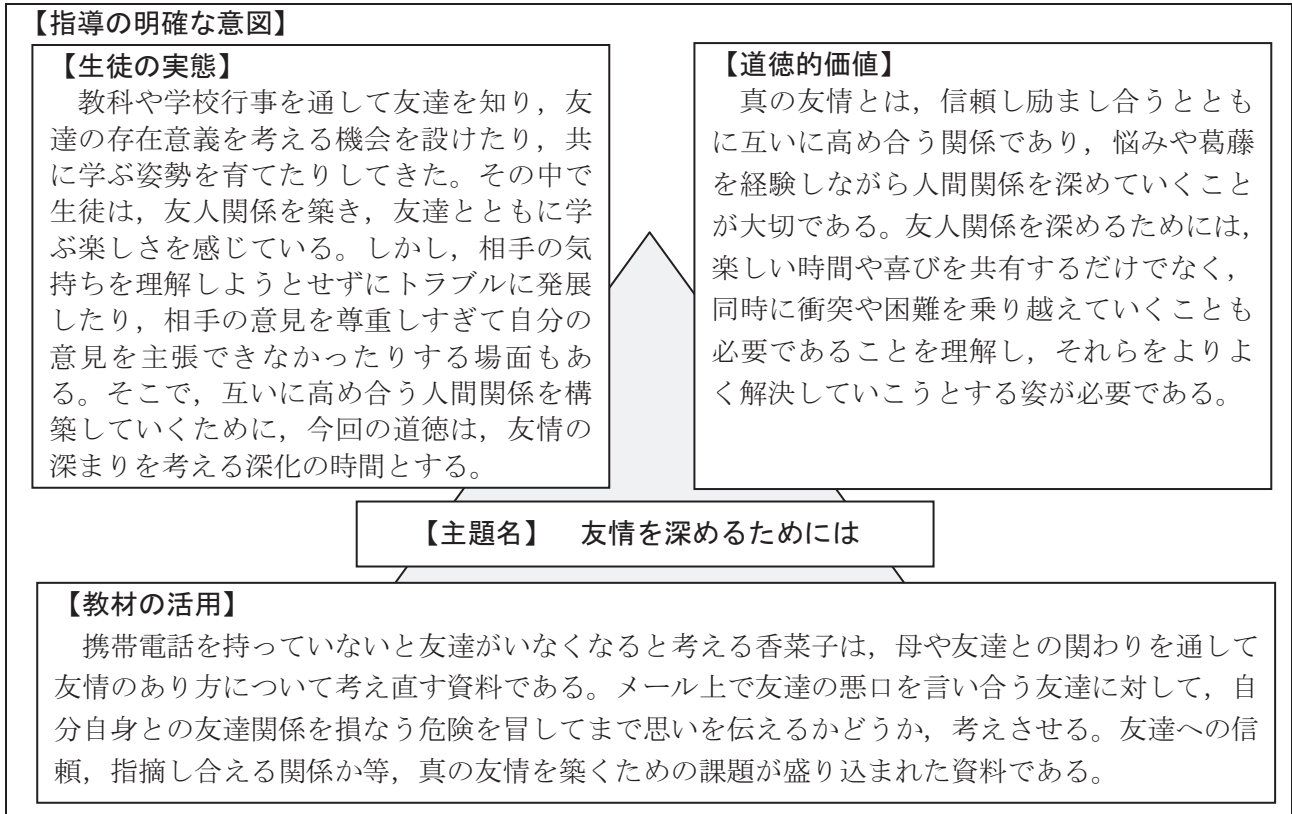 【指導の明確な意図】
【生徒の実態】
教科や学校行事を通して友達を知り，友
達の存在意義を考える機会を設けたり，共
に学ぶ姿勢を育てたりしてきた。その中で
生徒は，友人関係を築き，友達とともに学
ぶ楽しさを感じている。しかし，相手の気
持ちを理解しようとせずにトラブルに発展
したり，相手の意見を尊重しすぎて自分の
意見を主張できなかったりする場面もあ
る。そこで，互いに高め合う人間関係を構
築していくために，今回の道徳は，友情の
深まりを考える深化の時間とする。
【道徳的価値】
真の友情とは，信頼し励まし合うととも
に互いに高め合う関係であり，悩みや葛藤
を経験しながら人間関係を深めていくこと
が大切である。友人関係を深めるためには，
楽しい時間や喜びを共有するだけでなく，
同時に衝突や困難を乗り越えていくことも
必要であることを理解し，それらをよりよ
く解決していこうとする姿が必要である。
【主題名】　友情を深めるためには
【教材の活用】
携帯電話を持っていないと友達がいなくなると考える香菜子は，母や友達との関わりを通して
友情のあり方について考え直す資料である。メール上で友達の悪口を言い合う友達に対して，自
分自身との友達関係を損なう危険を冒してまで思いを伝えるかどうか，考えさせる。友達への信
頼，指摘し合える関係か等，真の友情を築くための課題が盛り込まれた資料である。